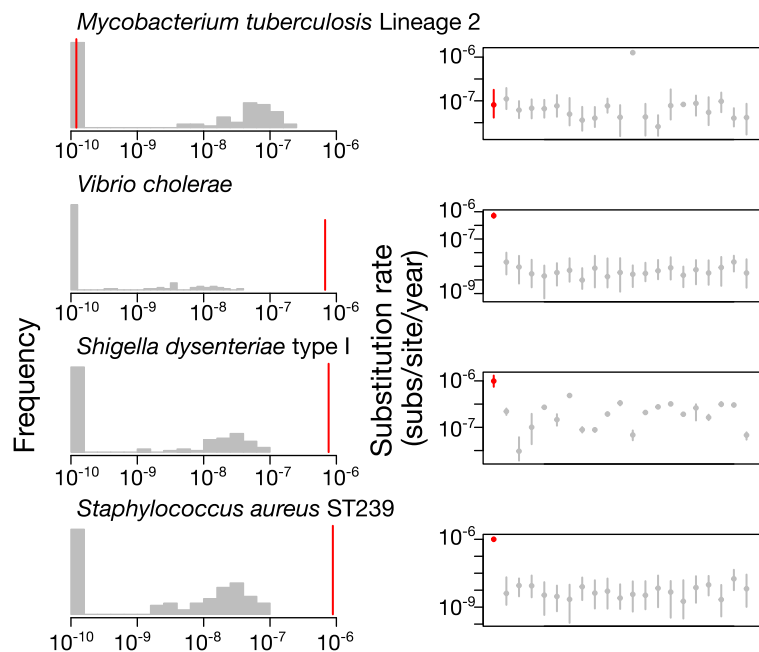 Mycobacterium tuberculosis Lineage 2
10-10 10-9 10-8 10-7 10-6
10-6
10-7
Vibrio cholerae
10-10 10-9 10-8 10-7 10-6
10-6
10-7
10-9
Shigella dysenteriae type I
10-10 10-9 10-8 10-7 10-6
10-6
10-7
Staphylococcus aureus ST239
10-10 10-9 10-8 10-7 10-6
10-6
10-9
Frequency
Substitution rate
(subs/site/year)